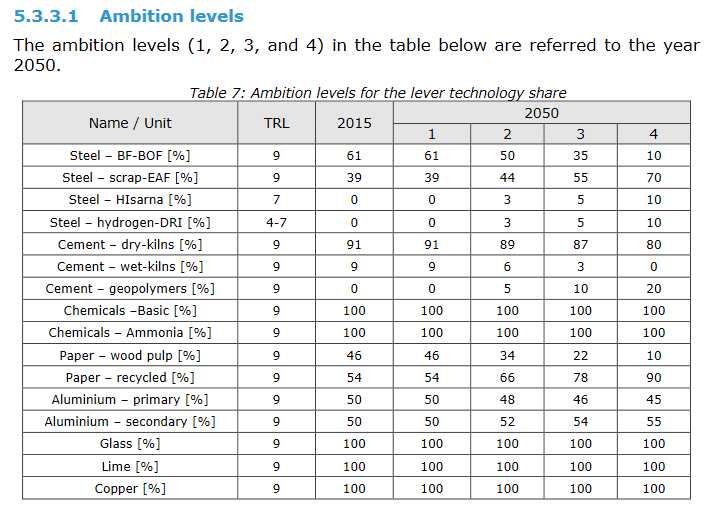 5.3.3.1 Ambition levels
The ambition levels (1, 2, 3, and 4) in the table below are referred to the year
2050.
Table 7: Ambition levels for the lever technology share
Name / Unit TRL 2015 2050
1 2 3 4
Steel – BF-BOF [%] 9 61 61 50 35 10
Steel – scrap-EAF [%] 9 39 39 44 55 70
Steel – HIsarna [%] 7 0 0 3 5 10
Steel – hydrogen-DRI [%] 4-7 0 0 3 5 10
Cement – dry-kilns [%] 9 91 91 89 87 80
Cement – wet-kilns [%] 9 9 9 6 3 0
Cement – geopolymers [%] 9 0 0 5 10 20
Chemicals –Basic [%] 9 100 100 100 100 100
Chemicals – Ammonia [%] 9 100 100 100 100 100
Paper – wood pulp [%] 9 46 46 34 22 10
Paper – recycled [%] 9 54 54 66 78 90
Aluminium – primary [%] 9 50 50 48 46 45
Aluminium – secondary [%] 9 50 50 52 54 55
Glass [%] 9 100 100 100 100 100
Lime [%] 9 100 100 100 100 100
Copper [%] 9 100 100 100 100 100